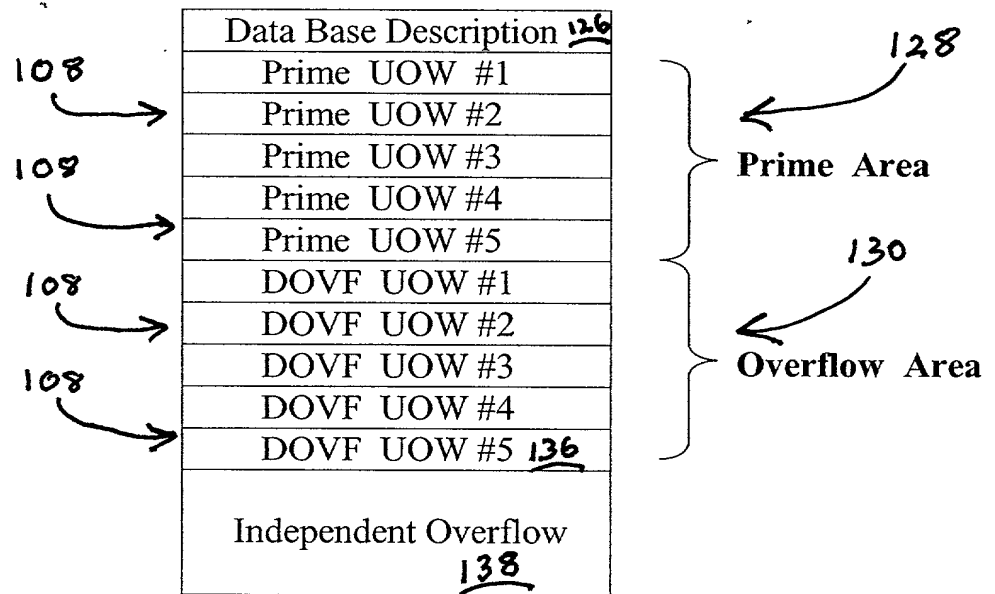 Data Base Description 126
128
108
Prime UOW #1
Prime UOW #2
108
Prime UOW #3
Prime Area
Prime UOW #4
Prime UOW #5
130
108
DOVF UOW #1
DOVF UOW #2
DOVF UOW #3
Overflow Area
108
DOVF UOW #4
DOVF UOW #5 136
Independent Overflow
138